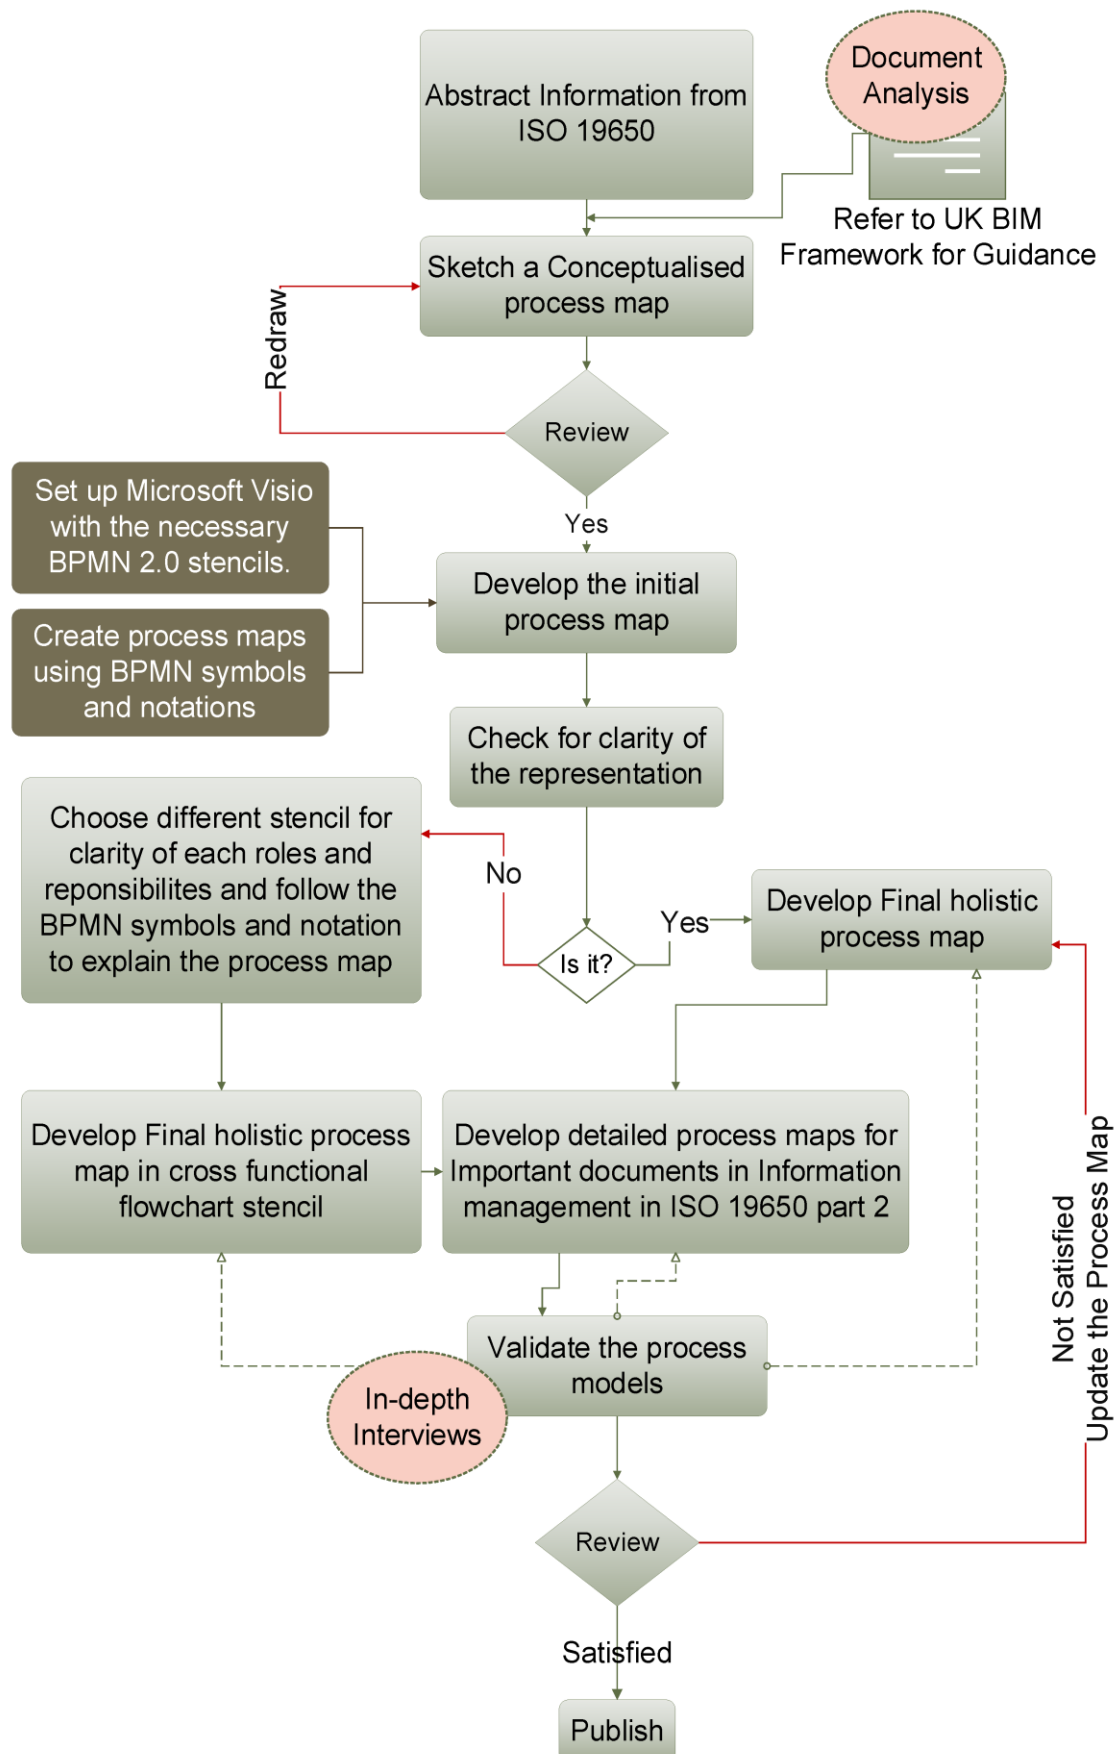 Document
Analysis
Abstract Information from
ISO 19650
Refer to UK BIM
Framework for Guidance
Sketch a Conceptualised
process map
Redraw
Review
Set up Microsoft Visio
with the necessary
BPMN 2.0 stencils.
Yes
Develop the initial
process map
Create process maps
using BPMN symbols
and notations
Check for clarity of
the representation
Choose different stencil for
clarity of each roles and
reponsibilites and follow the
BPMN symbols and notation
to explain the process map
No
Is it?
Yes
Develop Final holistic
process map
Develop Final holistic process
map in cross functional
flowchart stencil
Develop detailed process maps for
Important documents in Information
management in ISO 19650 part 2
Not Satisfied
Update the Process Map
Validate the process
models
In-depth
Interviews
Review
Satisfied
Publish